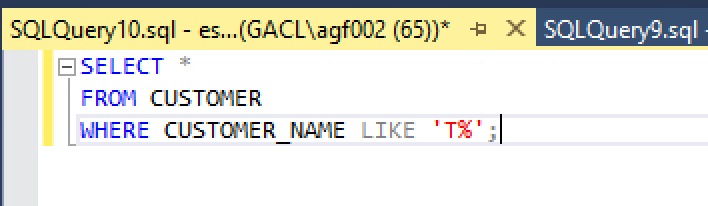 SQLQuery10.sql - es...(GACL\agf002 (65))* SQLQuery9.sql -
SELECT *
FROM CUSTOMER
WHERE CUSTOMER_NAME LIKE 'T%';